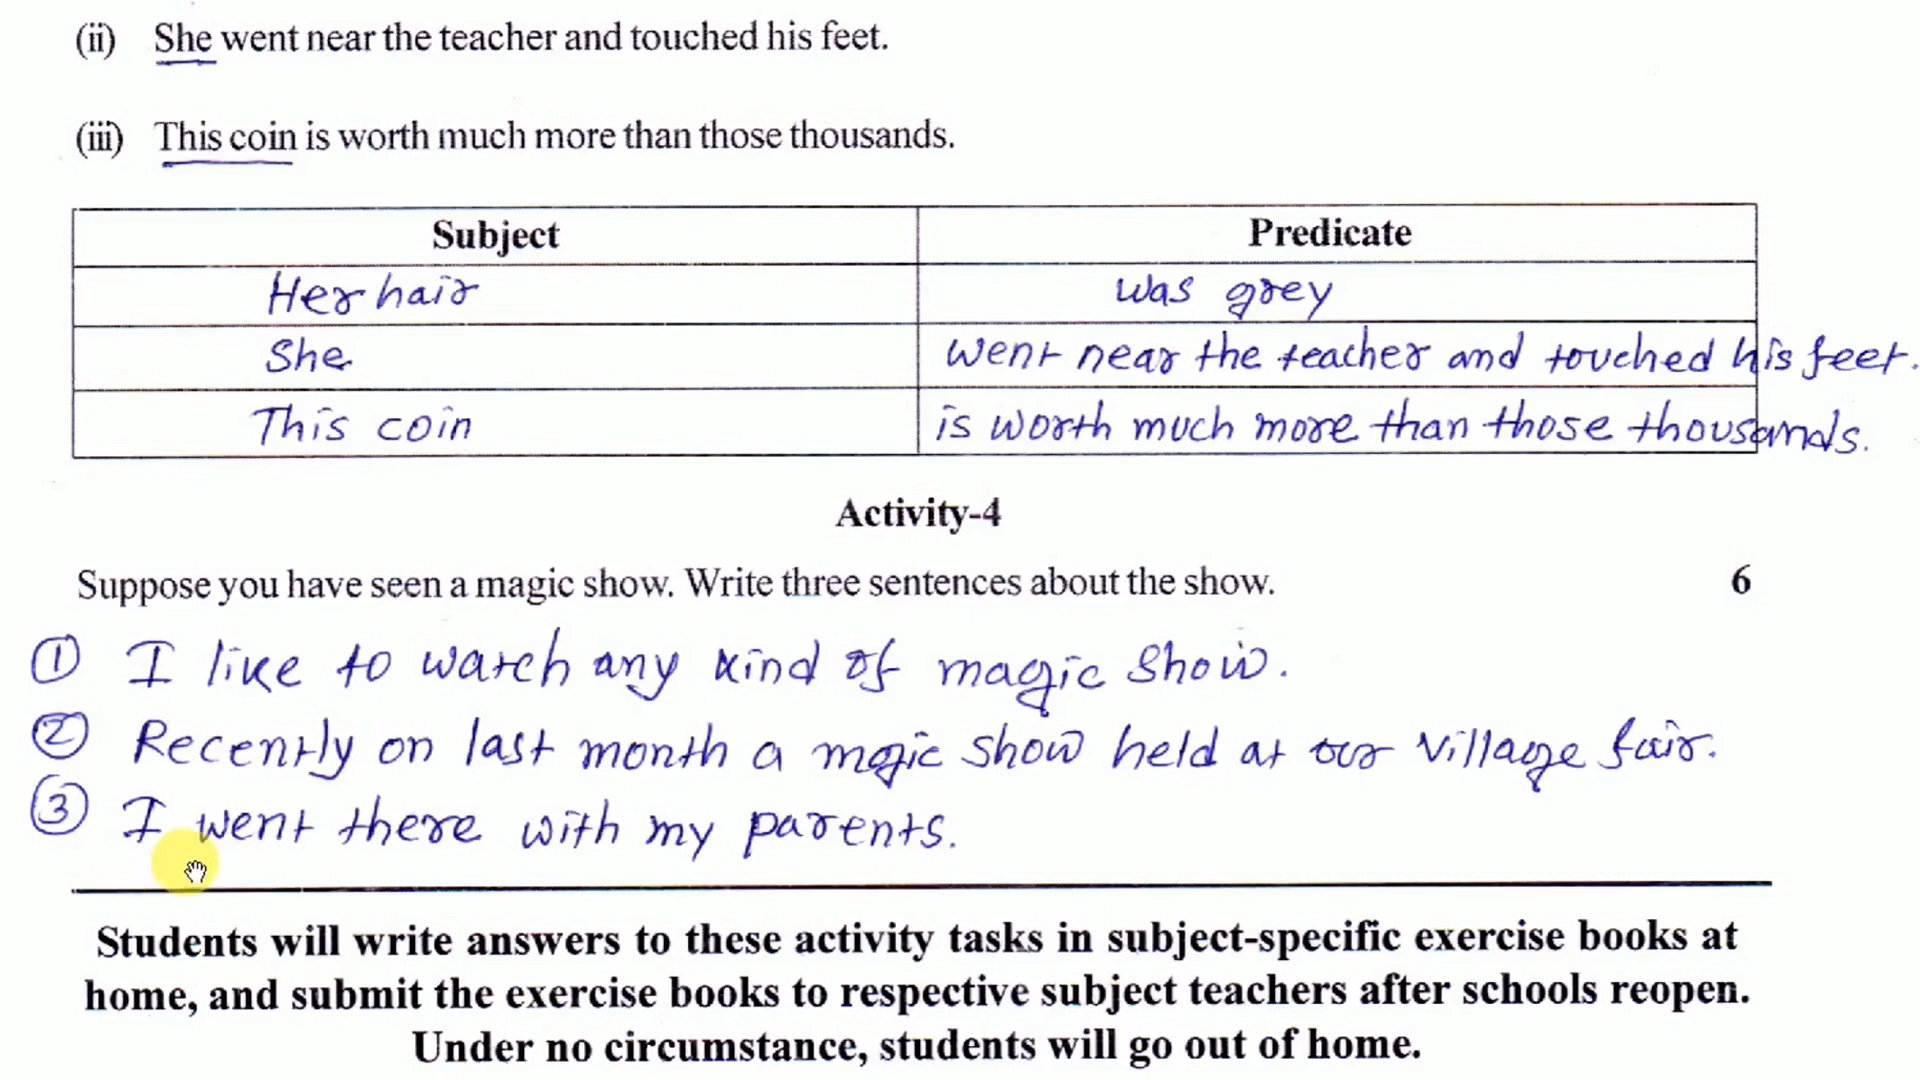 (ii) She went near the teacher and touched his feet.
(iii) This coin is worth much more than those thousands.
Subject Predicate
Her hair was grey
She went near the teacher and touched his feet.
This coin is worth much more than those thousands.
Activity-4
Suppose you have seen a magic show. Write three sentences about the show. 6
① I like to watch any kind of magic show.
② Recently on last month a magic show held at our village fair.
③ I went there with my parents.
Students will write answers to these activity tasks in subject-specific exercise books at
home, and submit the exercise books to respective subject teachers after schools reopen.
Under no circumstance, students will go out of home.